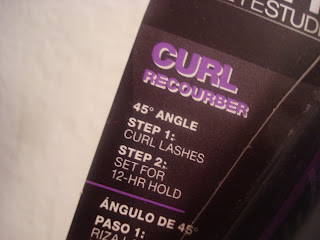 EYESTUDI
CURL
RECOURBER
45° ANGLE
STEP 1:
CURL LASHES
STEP 2:
SET FOR
12-HR HOLD
ÁNGULO DE 45°
PASO 1: